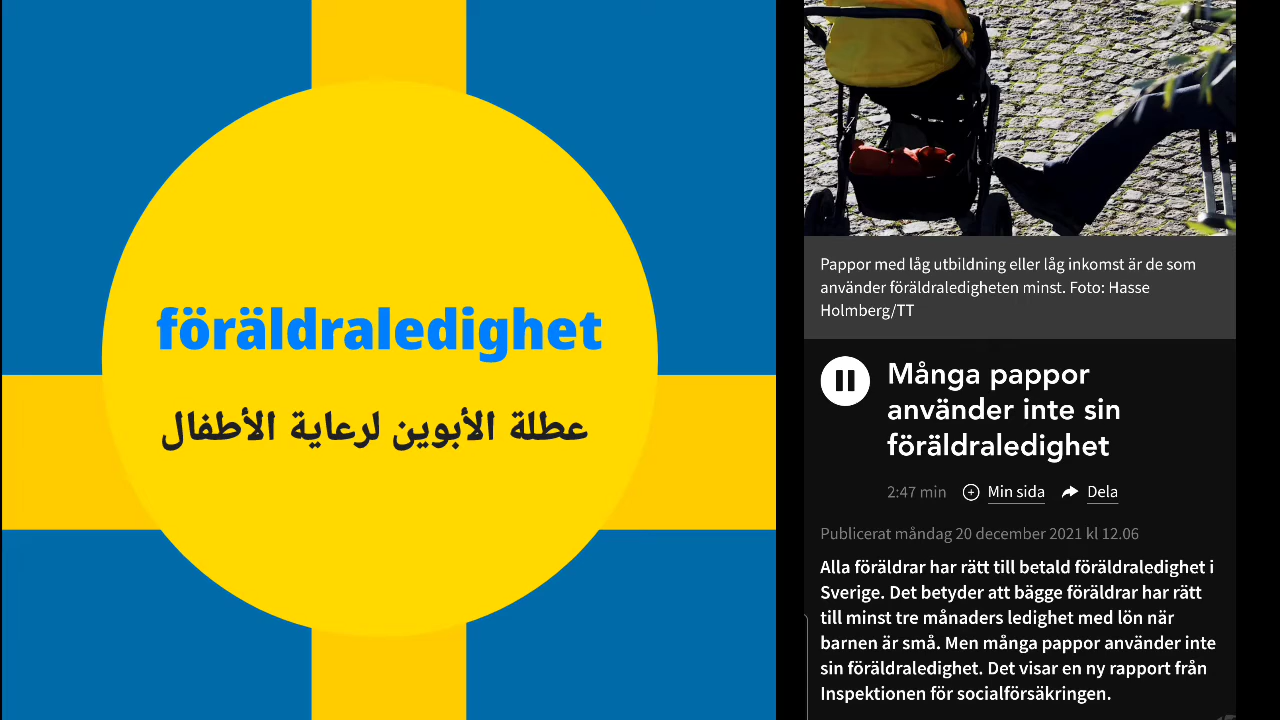 föräldraledighet
عطلة الأبوين لرعاية الأطفال
Pappor med låg utbildning eller låg inkomst är de som
använder föräldraledigheten minst. Foto: Hasse
Holmberg/TT
Många pappor
använder inte sin
föräldraledighet
2:47 min Min sida Dela
Publicerat måndag 20 december 2021 kl 12.06
Alla föräldrar har rätt till betald föräldraledighet i
Sverige. Det betyder att bägge föräldrar har rätt
till minst tre månaders ledighet med lön när
barnen är små. Men många pappor använder inte
sin föräldraledighet. Det visar en ny rapport från
Inspektionen för socialförsäkringen.